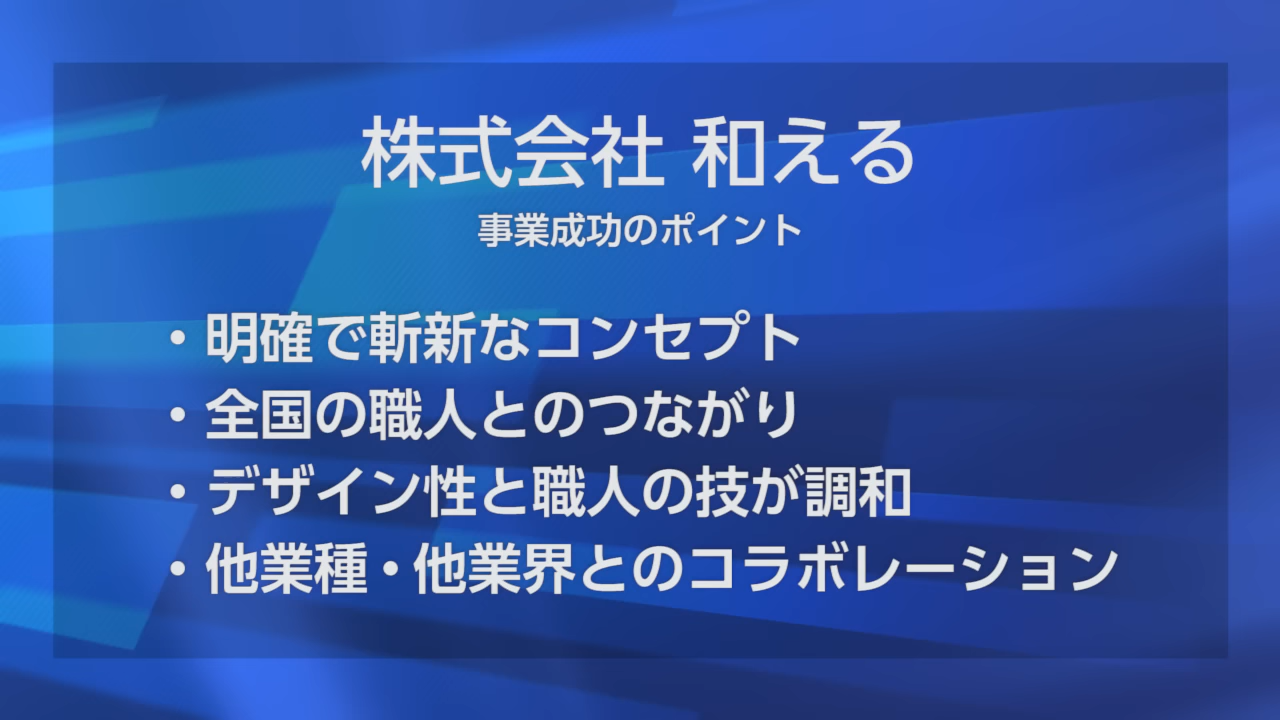 株式会社 和える
事業成功のポイント
・明確で斬新なコンセプト
・全国の職人とのつながり
・デザイン性と職人の技が調和
・他業種・他業界とのコラボレーション